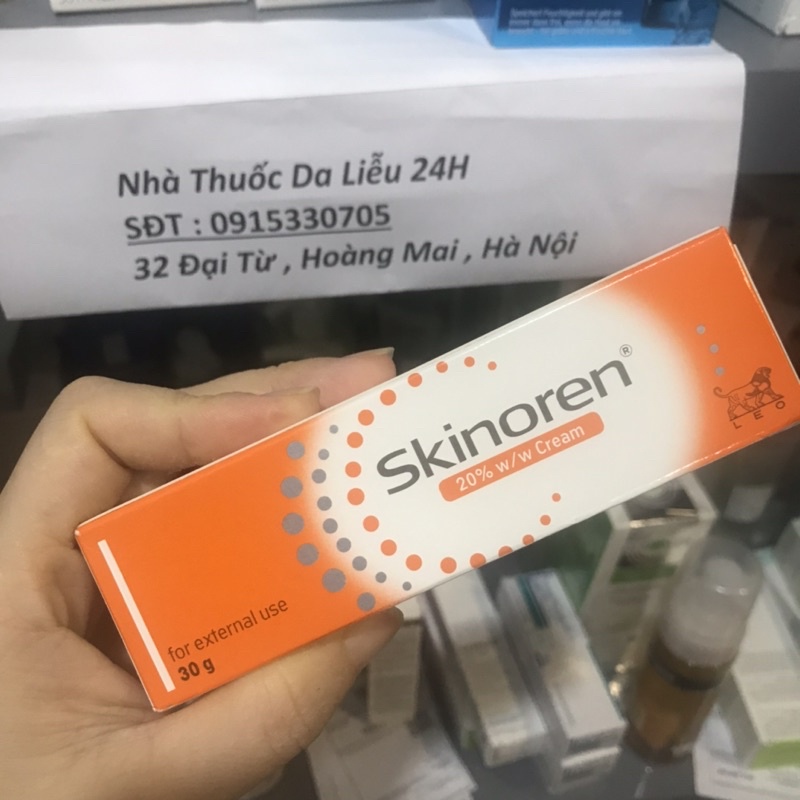 Nhà Thuốc Da Liễu 24H
SĐT : 0915330705
32 Đại Từ , Hoàng Mai , Hà Nội
Skinoren®
20% w/w Cream
LEO
for external use
30 g